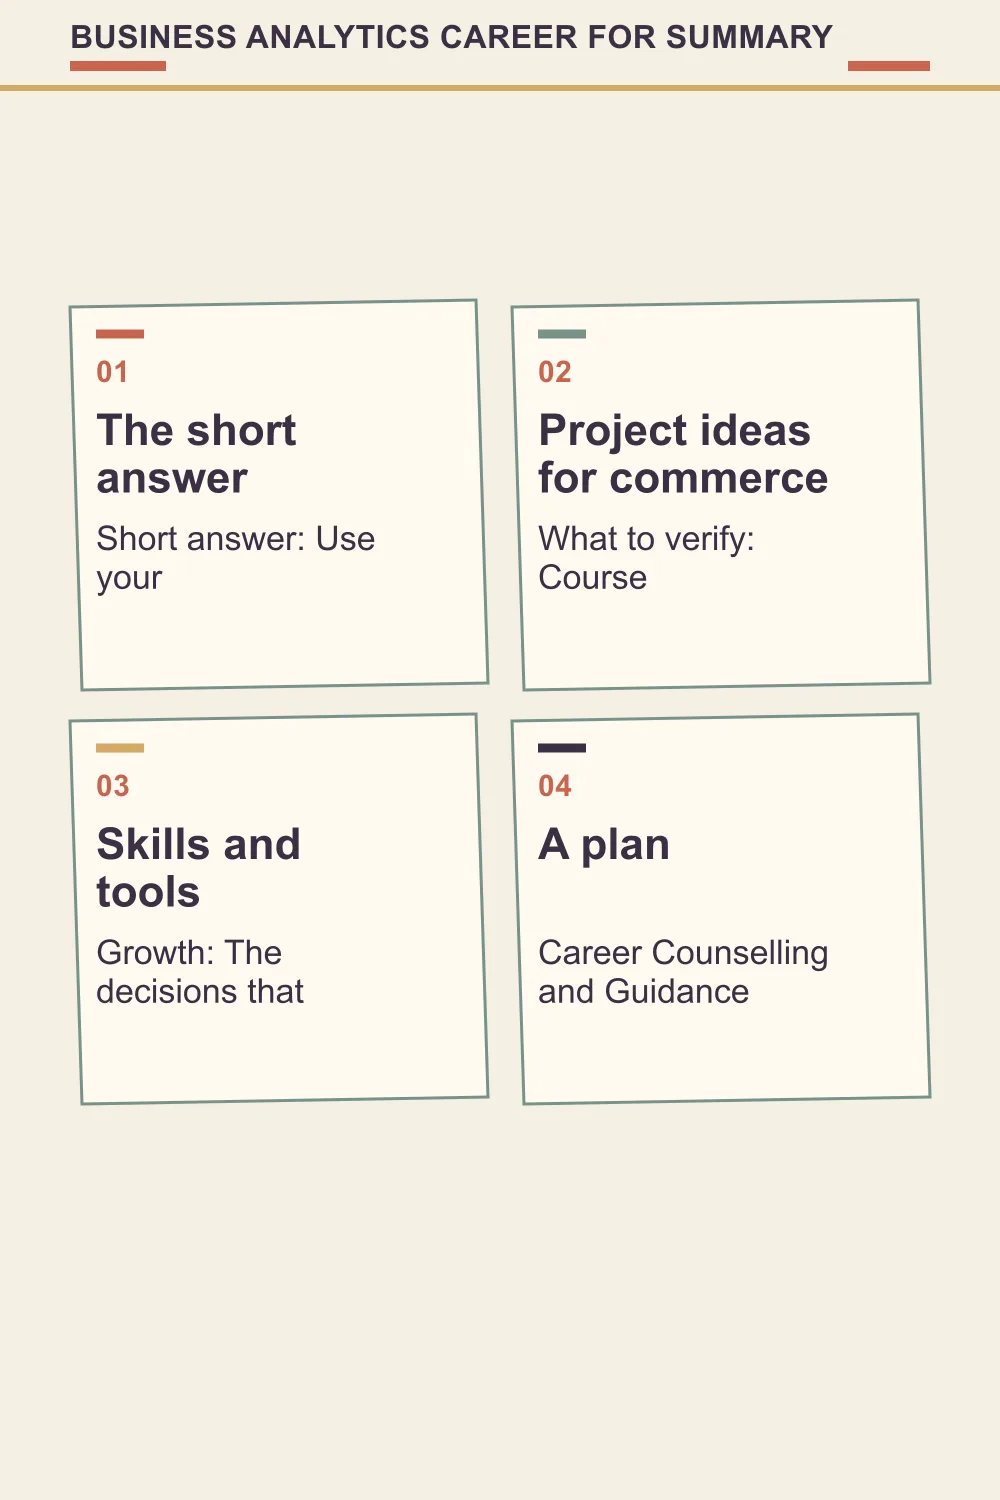 BUSINESS ANALYTICS CAREER FOR SUMMARY
01
The short
answer
Short answer: Use
your
02
Project ideas
for commerce
What to verify:
Course
03
Skills and
tools
Growth: The
decisions that
04
A plan
Career Counselling
and Guidance